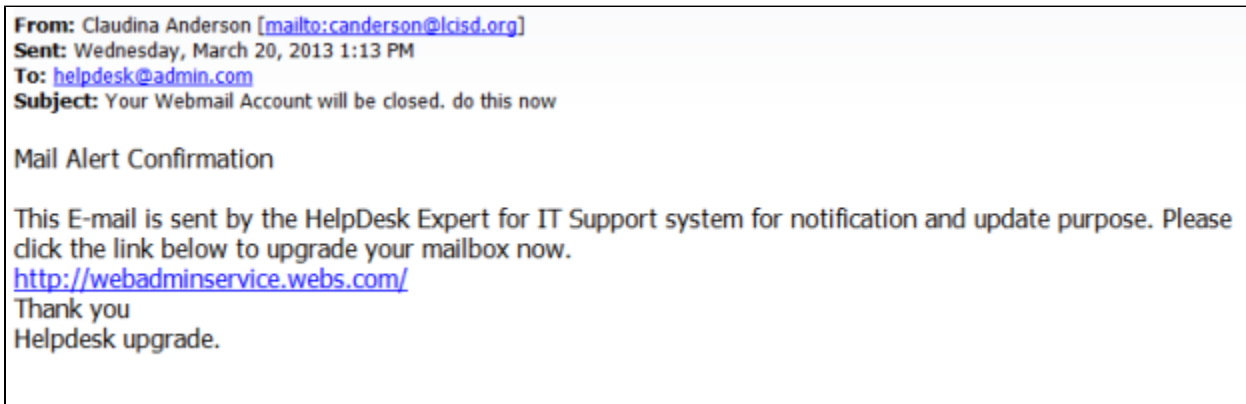 From: Claudina Anderson [mailto:canderson@lcisd.org]
Sent: Wednesday, March 20, 2013 1:13 PM
To: helpdesk@admin.com
Subject: Your Webmail Account will be closed. do this now
Mail Alert Confirmation
This E-mail is sent by the HelpDesk Expert for IT Support system for notification and update purpose. Please
click the link below to upgrade your mailbox now.
http://webadminservice.webs.com/
Thank you
Helpdesk upgrade.